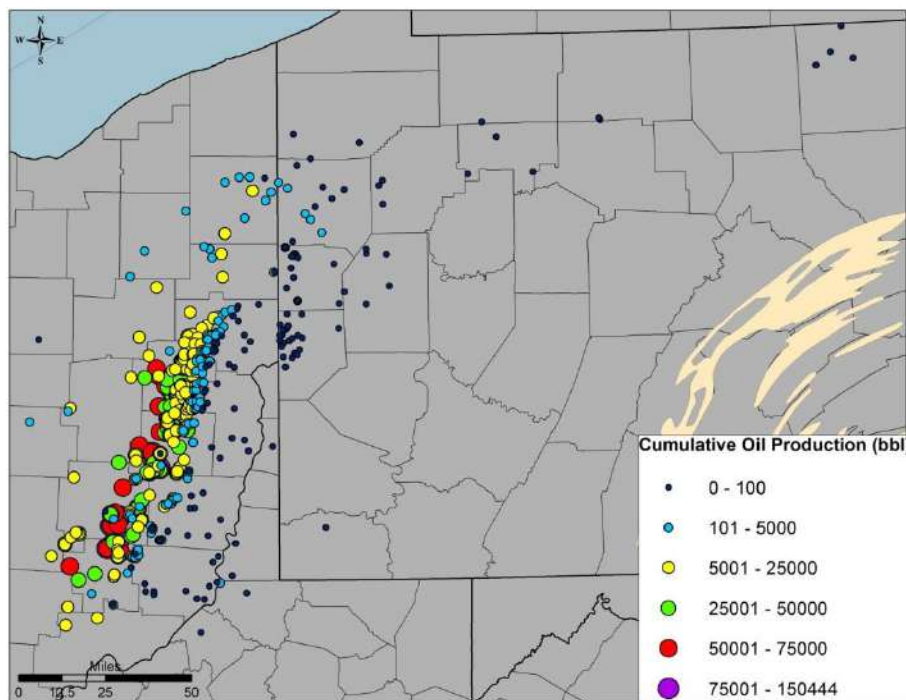 N
W E
S
Cumulative Oil Production (bbl)
0 - 100
101 - 5000
5001 - 25000
25001 - 50000
50001 - 75000
75001 - 150444
Miles
0 12.5 25 50